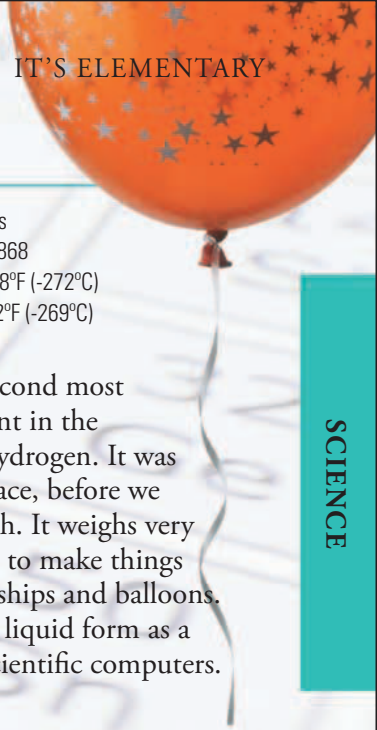 IT'S ELEMENTARY
s
868
8°F (-272°C)
2°F (-269°C)
cond most
nt in the
ydrogen. It was
ace, before we
h. It weighs very
to make things
ships and balloons.
liquid form as a
ientific computers.
SCIENCE